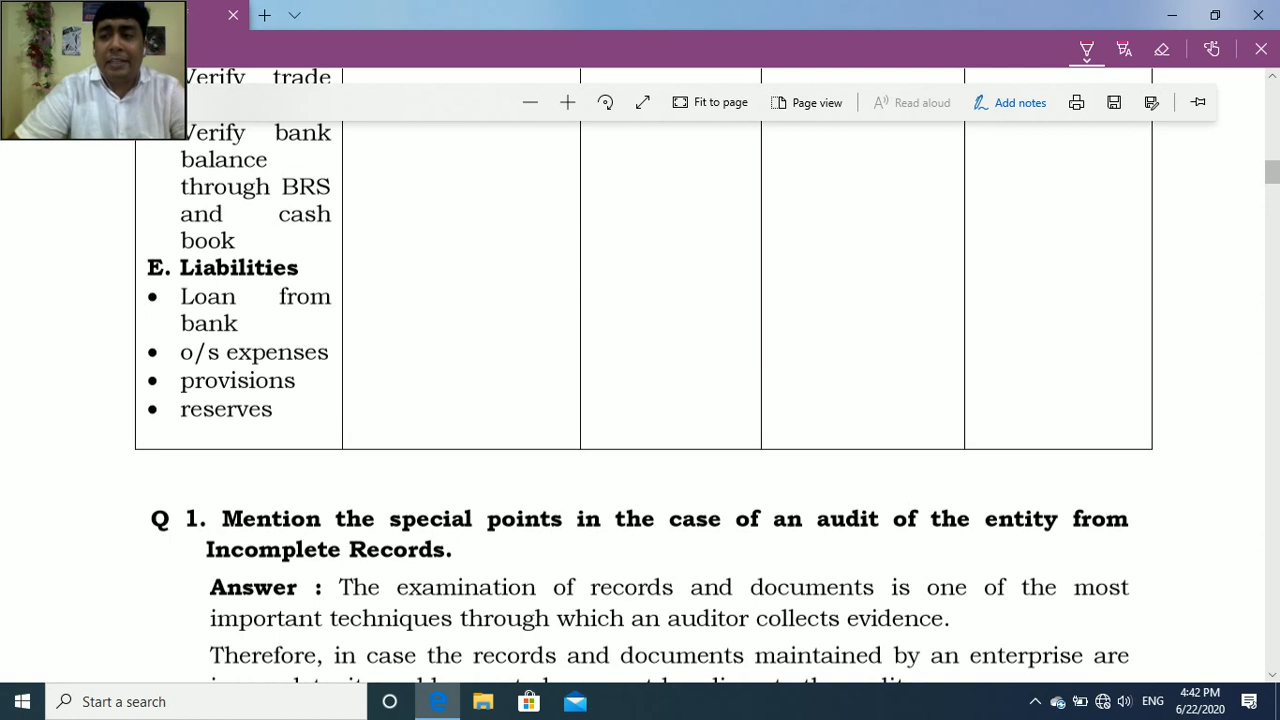 Verify trade
Fit to page
Page view
Read aloud
Add notes
Verify bank
balance
through BRS
and cash
book
E. Liabilities
• Loan from
bank
• o/s expenses
• provisions
• reserves
Q 1. Mention the special points in the case of an audit of the entity from
Incomplete Records.
Answer : The examination of records and documents is one of the most
important techniques through which an auditor collects evidence.
Therefore, in case the records and documents maintained by an enterprise are
Start a search
ENG
4:42 PM
6/22/2020